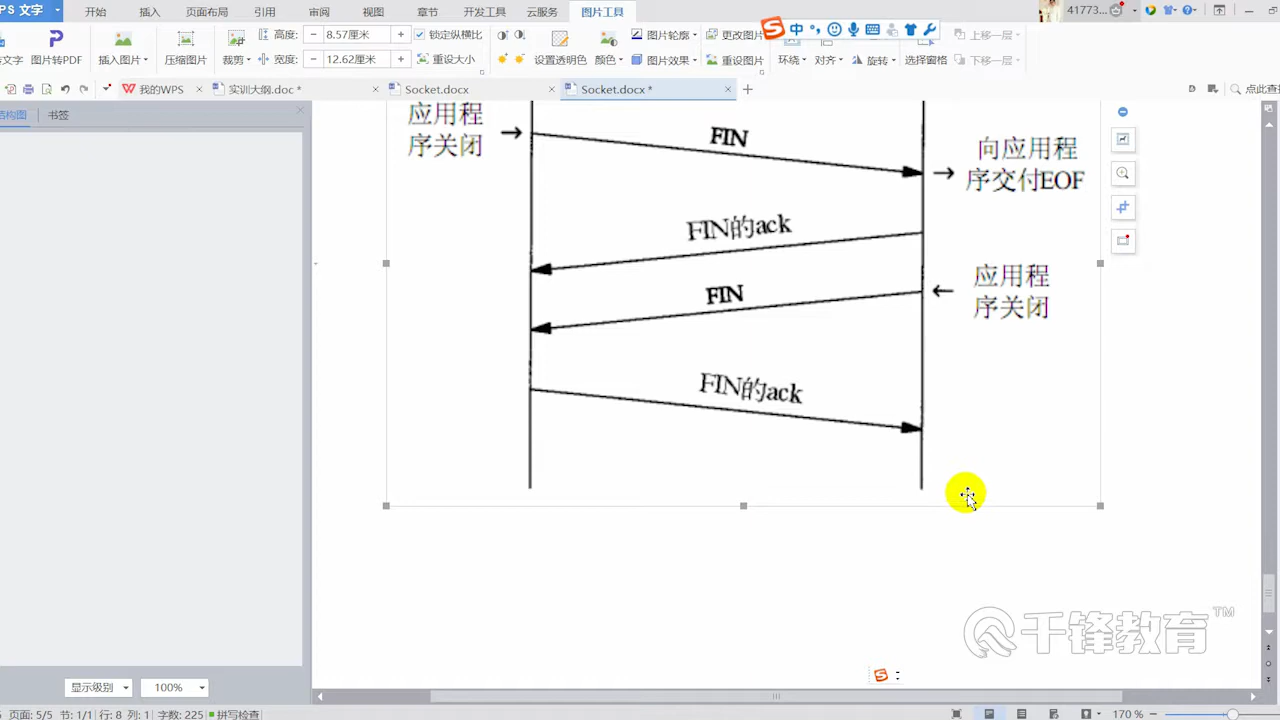 PS 文字
开始
插入
页面布局
引用
审阅
视图
章节
开发工具
云服务
图片工具
41773...
图片转PDF
插入图片
压缩图片
裁剪
高度: 8.57厘米
宽度: 12.62厘米
锁定纵横比
重设大小
设置透明色
颜色
图片轮廓
图片效果
更改图片
重设图片
中
环绕
对齐
旋转
选择窗格
上移一层
下移一层
我的WPS
实训大纲.doc *
Socket.docx
Socket.docx *
点此查
结构图
书签
应用程
序关闭
FIN
向应用程
序交付EOF
FIN的ack
FIN
应用程
序关闭
FIN的ack
千锋教育TM
显示级别
100%
页面: 5/5
节: 1/1
行: 8
列: 1
字数: 225
拼写检查
170 %